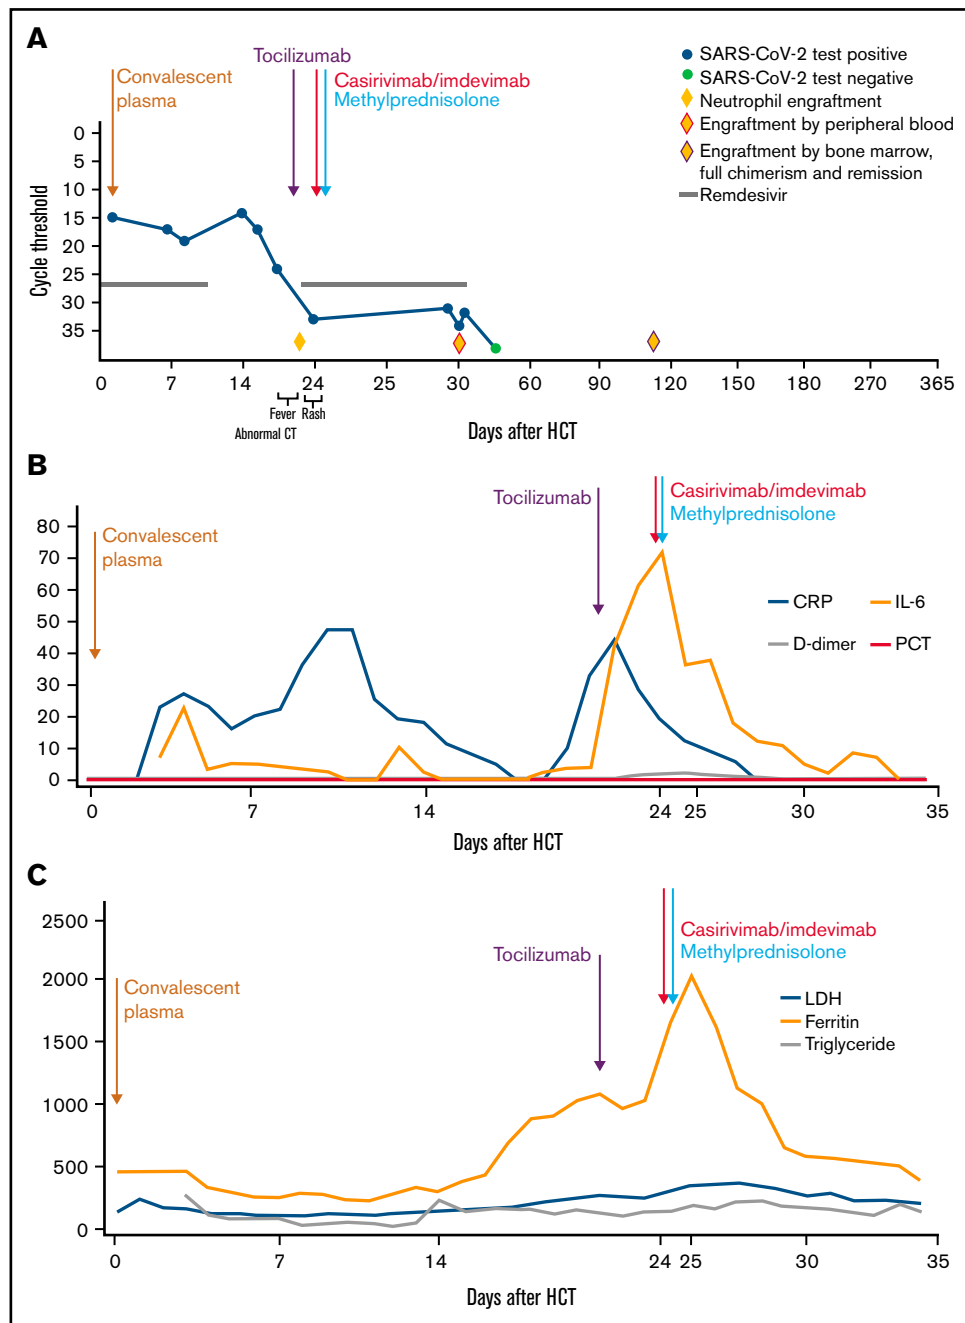 A
Convalescent
plasma
Tocilizumab
Casirivimab/imdevimab
Methylprednisolone
SARS-CoV-2 test positive
SARS-CoV-2 test negative
Neutrophil engraftment
Engraftment by peripheral blood
Engraftment by bone marrow,
full chimerism and remission
Remdesivir
Cycle threshold
0
5
10
15
20
25
30
35
0 7 14 24 25 30 60 90 120 150 180 270 365
Fever Rash
Abnormal CT
Days after HCT
B
Convalescent
plasma
Tocilizumab
Casirivimab/imdevimab
Methylprednisolone
CRP IL-6
D-dimer PCT
80
70
60
50
40
30
20
10
0
0 7 14 24 25 30 35
Days after HCT
C
Convalescent
plasma
Tocilizumab
Casirivimab/imdevimab
Methylprednisolone
LDH
Ferritin
Triglyceride
2500
2000
1500
1000
500
0
0 7 14 24 25 30 35
Days after HCT